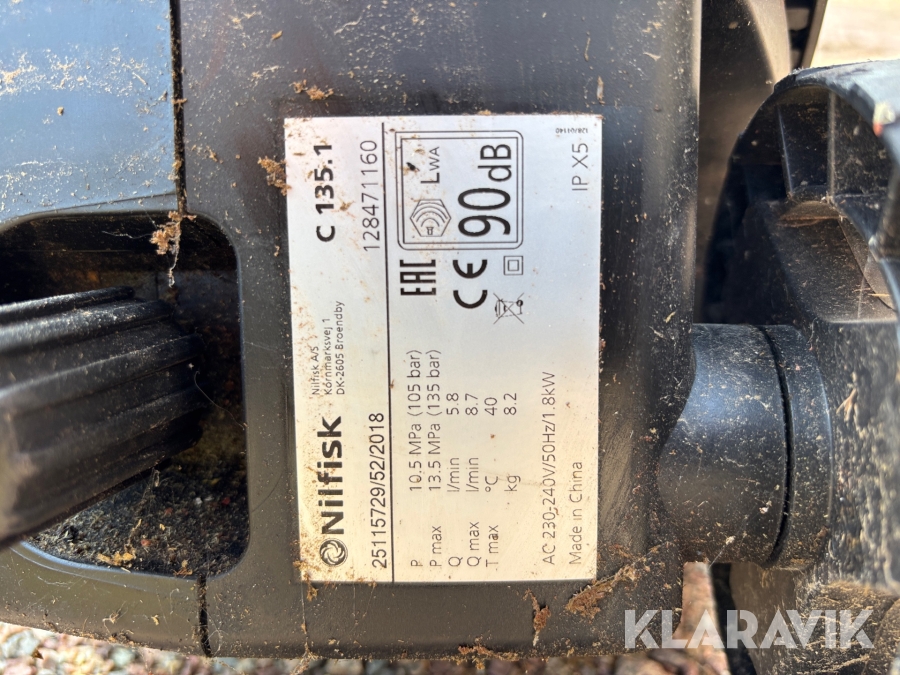 Nilfisk
Nilfisk A/S
Kornmarksvej 1
DK-2605 Broendby
C 135.1
25115729/52/2018
128471160
P 10.5 MPa (105 bar)
P max 13.5 MPa (135 bar)
Q l/min 5.8
Q max l/min 8.7
T max °C 40
kg 8.2
EAC
CE
LWA
90dB
AC 230-240V/50Hz/1.8kW
IP X5
Made in China
128701140
KLARAVIK